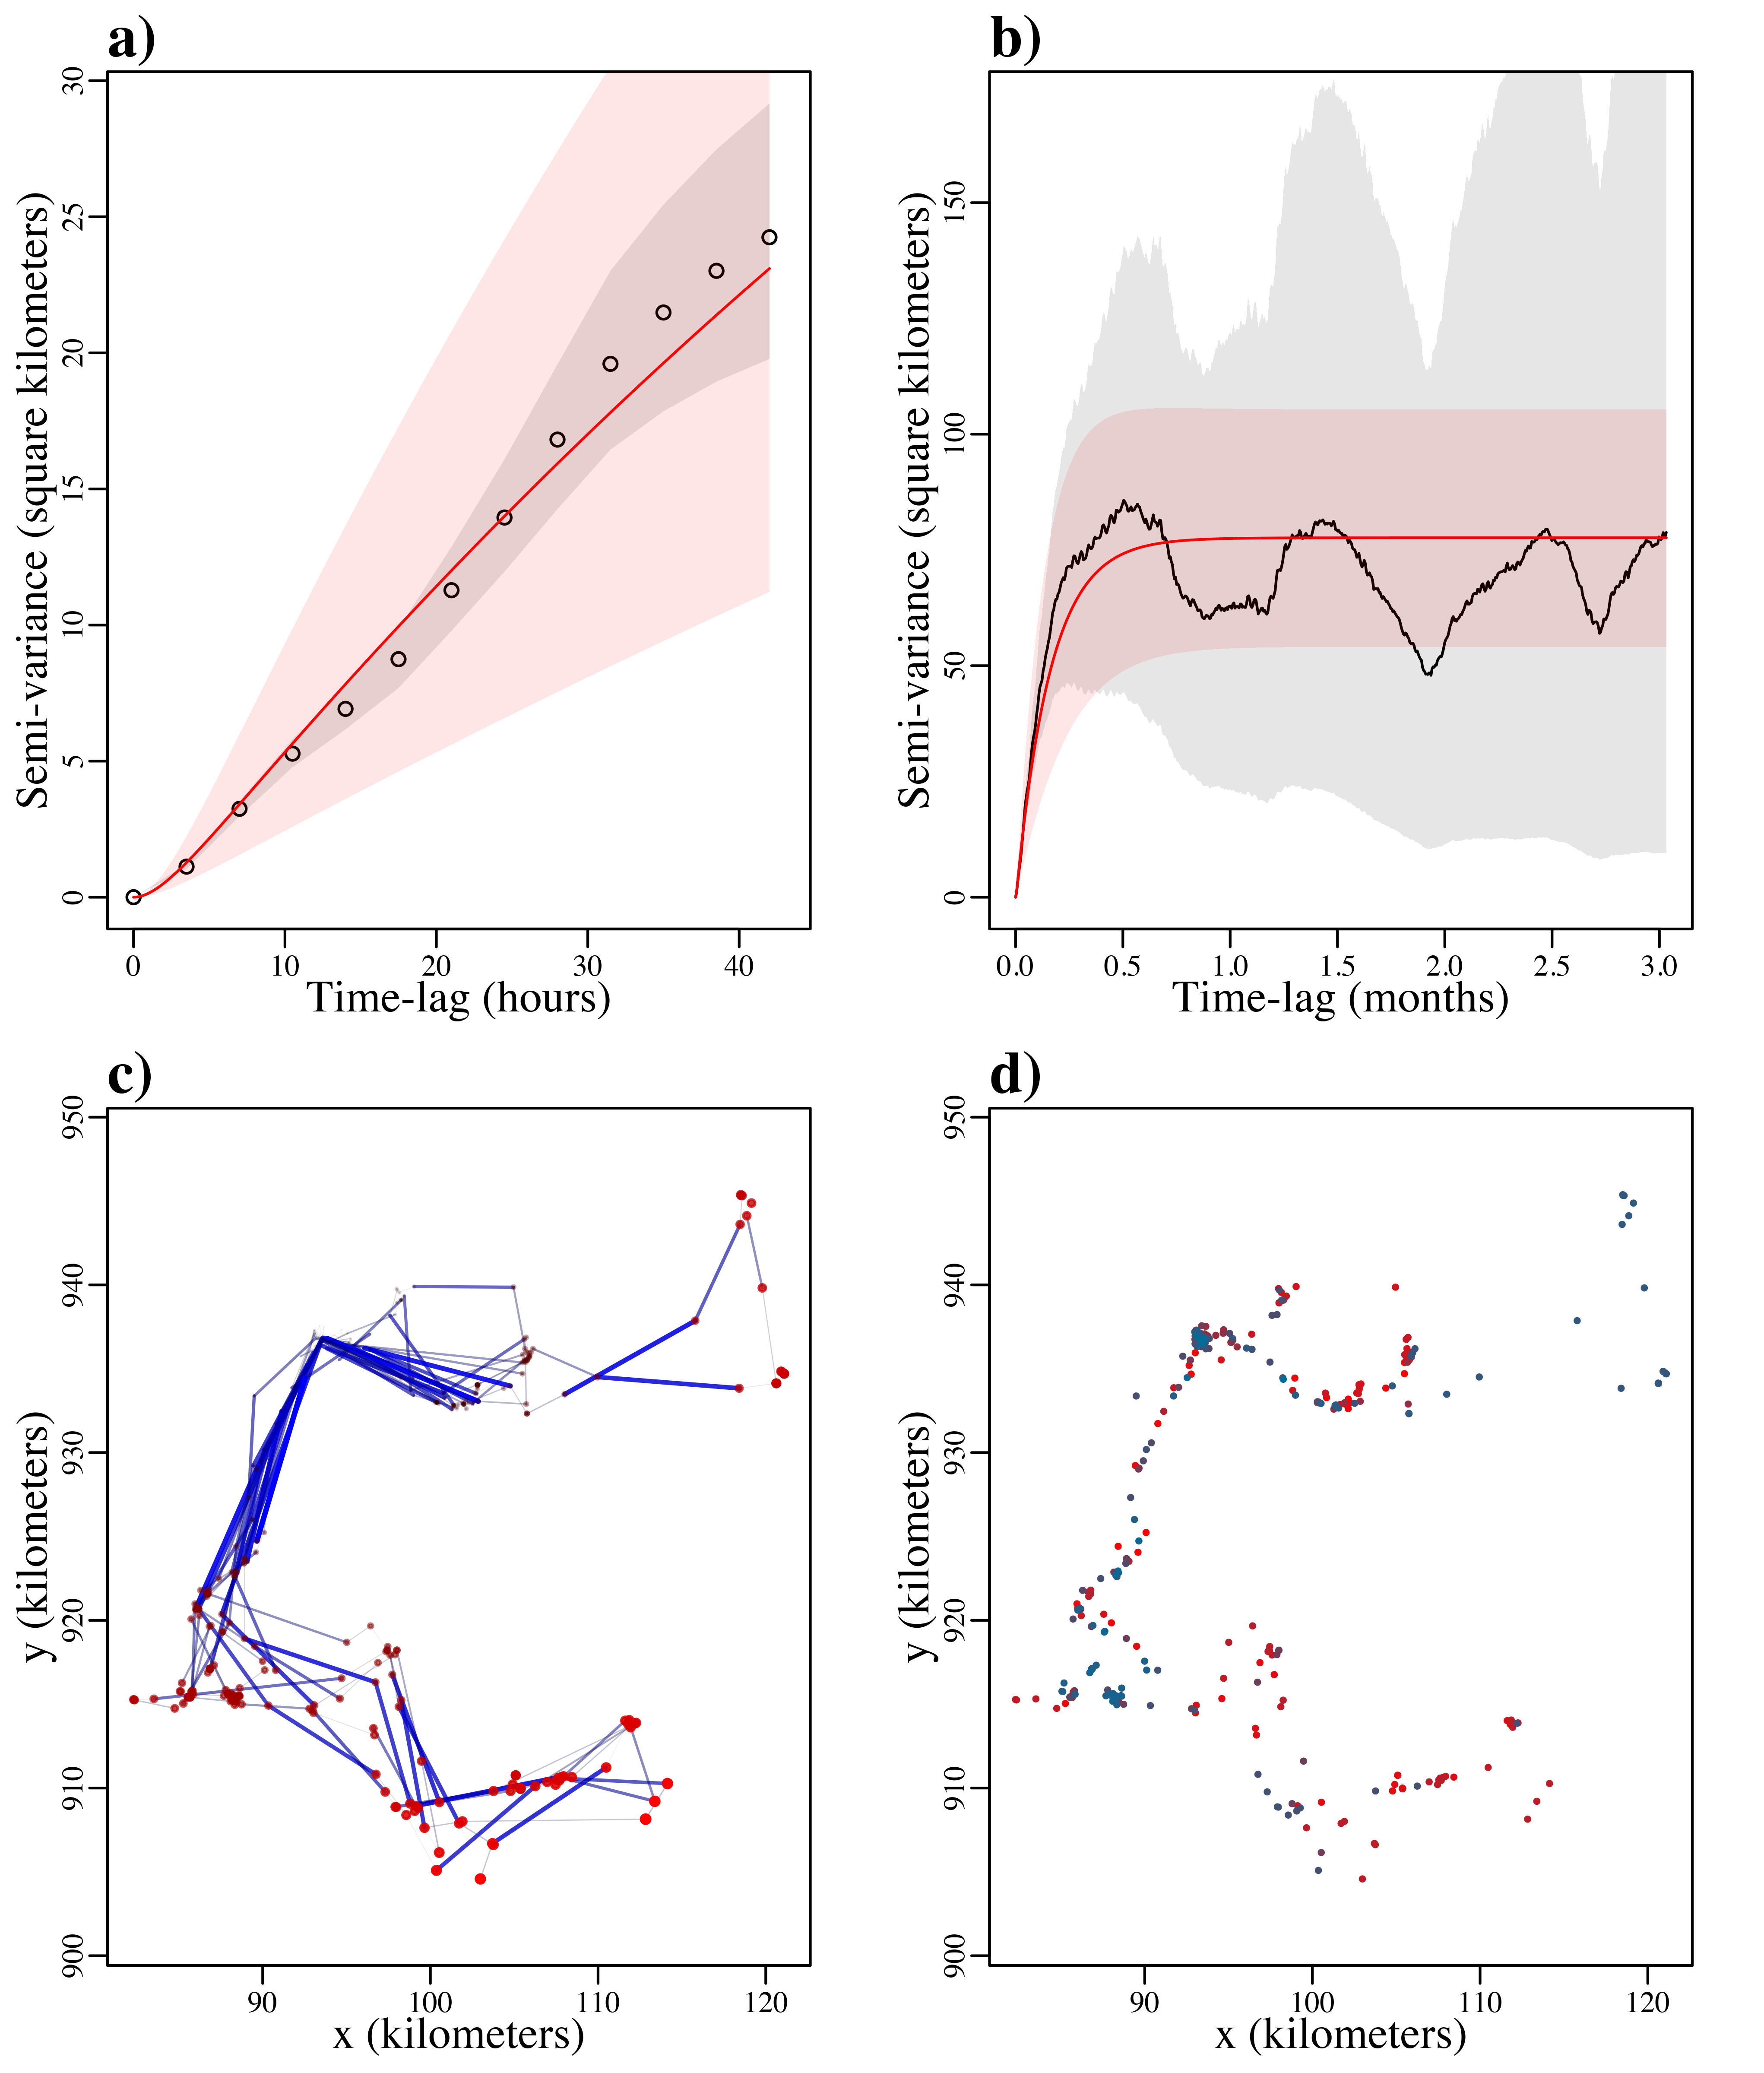 a)
Semi-variance (square kilometers)
30
25
20
15
10
5
0
0 10 20 30 40
Time-lag (hours)
b)
Semi-variance (square kilometers)
150
100
50
0
0.0 0.5 1.0 1.5 2.0 2.5 3.0
Time-lag (months)
c)
y (kilometers)
950
940
930
920
910
900
90 100 110 120
x (kilometers)
d)
y (kilometers)
950
940
930
920
910
900
90 100 110 120
x (kilometers)